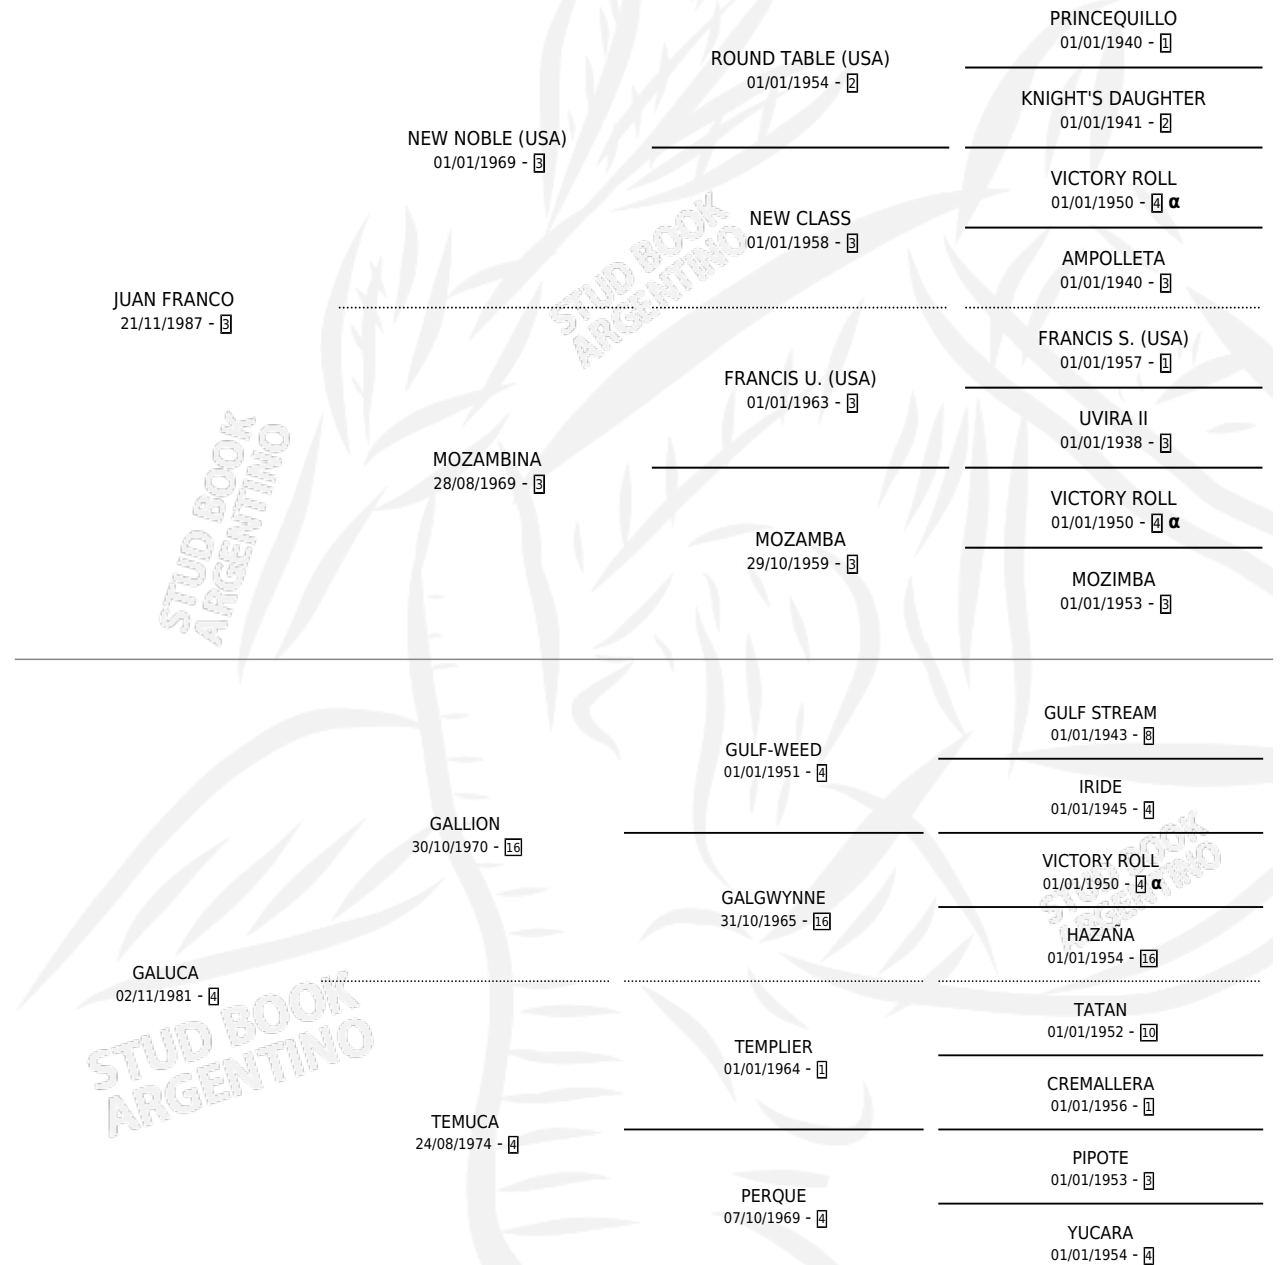 PRINCEQUILLO
01/01/1940 - 1
ROUND TABLE (USA)
01/01/1954 - 2
KNIGHT'S DAUGHTER
01/01/1941 - 2
NEW NOBLE (USA)
01/01/1969 - 3
VICTORY ROLL
01/01/1950 - 4 α
NEW CLASS
01/01/1958 - 3
AMPOLLETA
01/01/1940 - 3
STUD BOOK
ARGENTINO
JUAN FRANCO
21/11/1987 - 3
FRANCIS S. (USA)
01/01/1957 - 1
FRANCIS U. (USA)
01/01/1963 - 3
UVIRA II
01/01/1938 - 3
MOZAMBINA
28/08/1969 - 3
VICTORY ROLL
01/01/1950 - 4 α
MOZAMBA
29/10/1959 - 3
MOZIMBA
01/01/1953 - 3
STUD BOOK
ARGENTINO
GULF STREAM
01/01/1943 - 8
GULF-WEED
01/01/1951 - 4
IRIDE
01/01/1945 - 4
GALLION
30/10/1970 - 16
VICTORY ROLL
01/01/1950 - 4 α
GALGWYNNE
31/10/1965 - 16
HAZAÑA
01/01/1954 - 16
STUD BOOK
ARGENTINO
GALUCA
02/11/1981 - 4
TATAN
01/01/1952 - 10
TEMPLIER
01/01/1964 - 1
CREMALLERA
01/01/1956 - 1
STUD BOOK
ARGENTINO
TEMUCA
24/08/1974 - 4
PIPOTE
01/01/1953 - 3
PERQUE
07/10/1969 - 4
YUCARA
01/01/1954 - 4